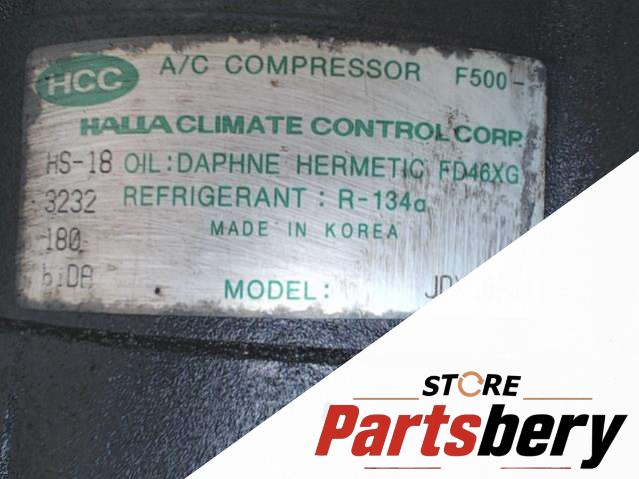 HCC A/C COMPRESSOR F500-
HALLA CLIMATE CONTROL CORP.
HS-18 OIL : DAPHNE HERMETIC FD46XG
3232 REFRIGERANT : R-134a
180 MADE IN KOREA
MODEL :
STORE
Partsbery